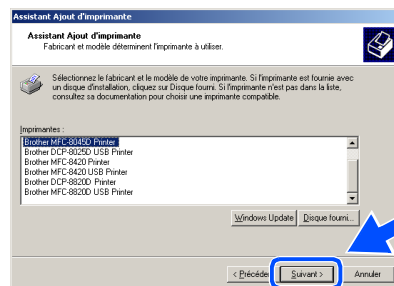 Assistant Ajout d'imprimante
Assistant Ajout d'imprimante
Fabricant et modèle déterminent l'imprimante à utiliser.
Sélectionnez le fabricant et le modèle de votre imprimante. Si l'imprimante est fournie avec
un disque d'installation, cliquez sur Disque fourni. Si l'imprimante n'est pas dans la liste,
consultez sa documentation pour choisir une imprimante compatible.
Imprimantes :
Brother MFC-8045D Printer
Brother DCP-8025D USB Printer
Brother MFC-8420 Printer
Brother MFC-8420 USB Printer
Brother DCP-8820D Printer
Brother MFC-8820D USB Printer
Windows Update Disque fourni...
< Précéden Suivant > Annuler